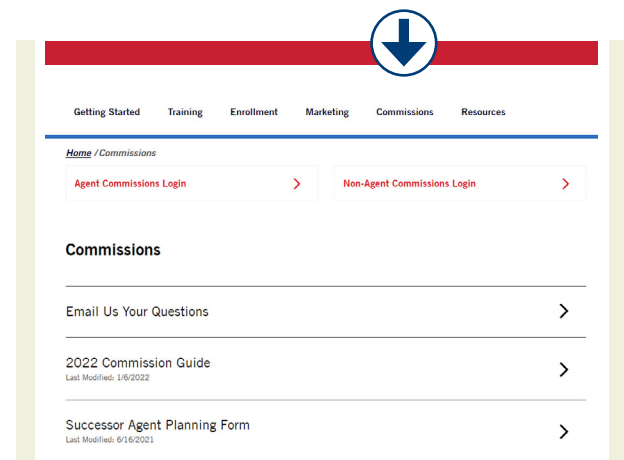 Getting Started Training Enrollment Marketing Commissions Resources
Home / Commissions
Agent Commissions Login Non-Agent Commissions Login
Commissions
Email Us Your Questions
2022 Commission Guide
Last Modified: 1/6/2022
Successor Agent Planning Form
Last Modified: 6/16/2021